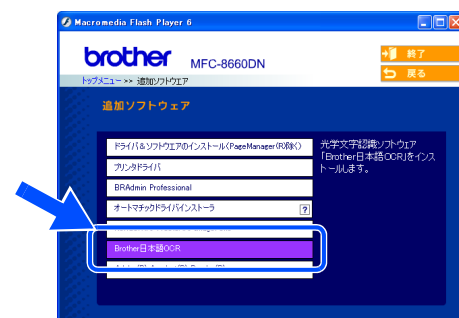 Macromedia Flash Player 6
brother MFC-8660DN
終了
戻る
トップメニュー >> 追加ソフトウェア
追加ソフトウェア
ドライバ&ソフトウエアのインストール(PageManager(R)除く)
プリンタドライバ
BRAdmin Professional
オートマチックドライバインストーラ ?
Brother日本語OCR
光学文字認識ソフトウェア
「Brother日本語OCR」をインス
トールします。